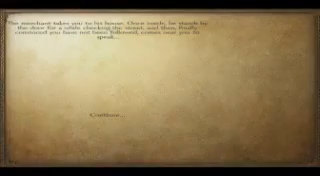 The merchant takes you to his house. Once inside, he stands by
the door for a while checking the street, and then, finally
convinced you have not been followed, comes near you to
speak...
Continue...